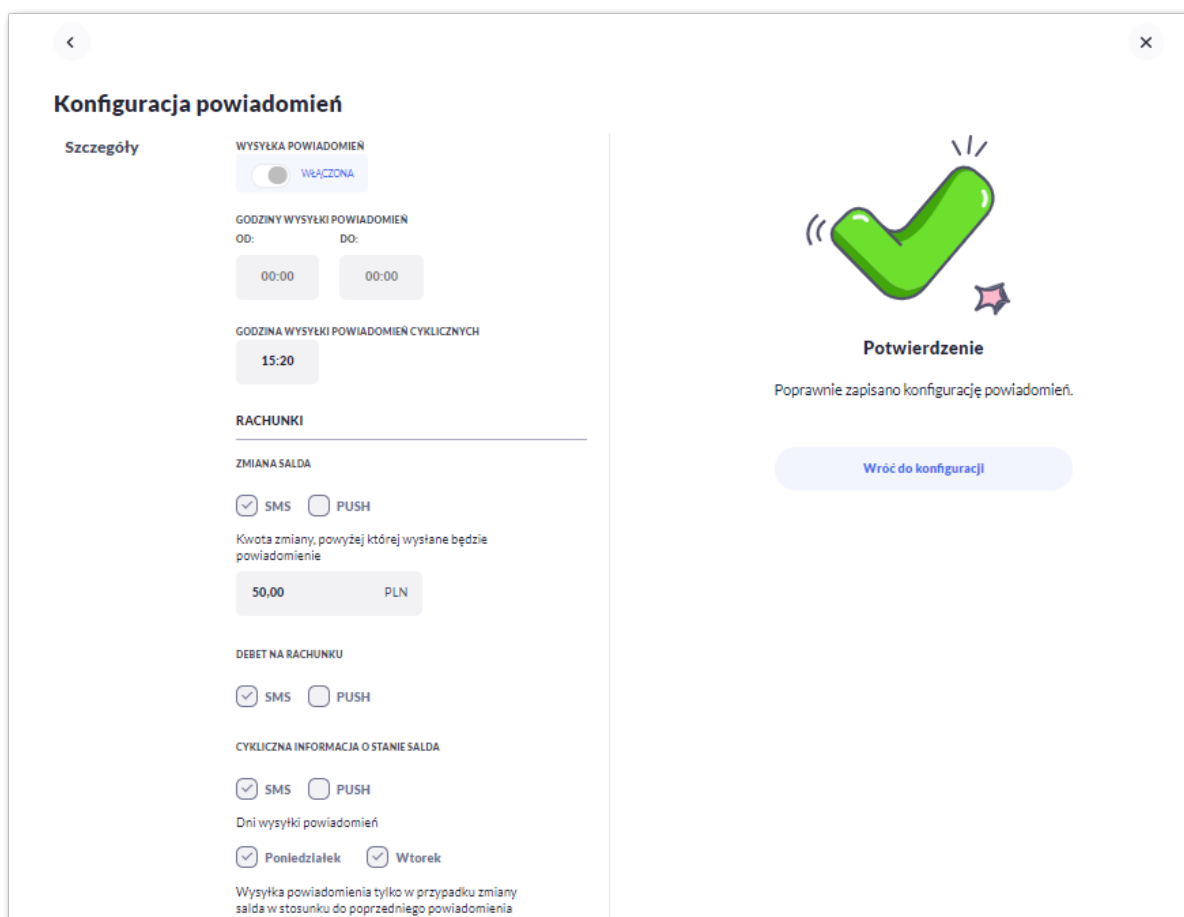 Konfiguracja powiadomień
Szczegóły
WYSYŁKA POWIADOMIEŃ
WŁĄCZONA
GODZINY WYSYŁKI POWIADOMIEŃ
OD: DO:
00:00 00:00
GODZINA WYSYŁKI POWIADOMIEŃ CYKLICZNYCH
15:20
RACHUNKI
ZMIANA SALDA
SMS PUSH
Kwota zmiany, powyżej której wysłane będzie
powiadomienie
50,00 PLN
DEBET NA RACHUNKU
SMS PUSH
CYKLICZNA INFORMACJA O STANIE SALDA
SMS PUSH
Dni wysyłki powiadomień
Poniedziałek Wtorek
Wysyłka powiadomienia tylko w przypadku zmiany
salda w stosunku do poprzedniego powiadomienia
Potwierdzenie
Poprawnie zapisano konfigurację powiadomień.
Wróć do konfiguracji